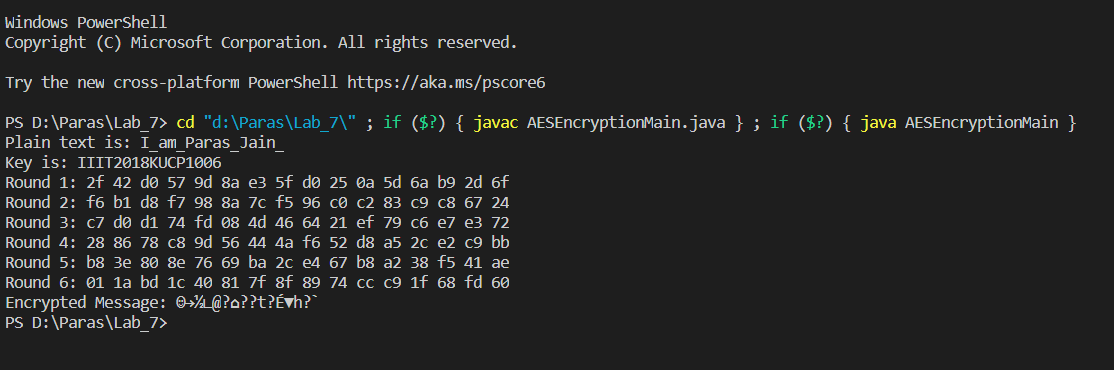 Windows PowerShell
Copyright (C) Microsoft Corporation. All rights reserved.
Try the new cross-platform PowerShell https://aka.ms/pscore6
PS D:\Paras\Lab_7> cd "d:\Paras\Lab_7\" ; if ($?) { javac AESEncryptionMain.java } ; if ($?) { java AESEncryptionMain }
Plain text is: I_am_Paras_Jain_
Key is: IIIT2018KUCP1006
Round 1: 2f 42 d0 57 9d 8a e3 5f d0 25 0a 5d 6a b9 2d 6f
Round 2: f6 b1 d8 f7 98 8a 7c f5 96 c0 c2 83 c9 c8 67 24
Round 3: c7 d0 d1 74 fd 08 4d 46 64 21 ef 79 c6 e7 e3 72
Round 4: 28 86 78 c8 9d 56 44 4a f6 52 d8 a5 2c e2 c9 bb
Round 5: b8 3e 80 8e 76 69 ba 2c e4 67 b8 a2 38 f5 41 ae
Round 6: 01 1a bd 1c 40 81 7f 8f 89 74 cc c9 1f 68 fd 60
Encrypted Message: ☺→½∟@?⌂??t?É▼h?`
PS D:\Paras\Lab_7>